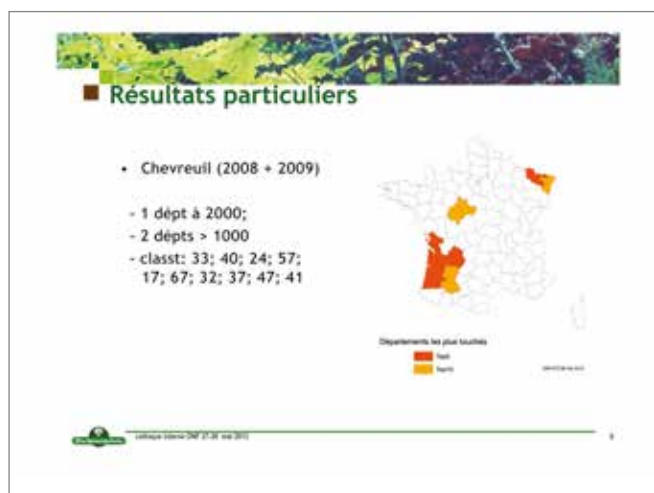 Résultats particuliers
• Chevreuil (2008 + 2009)
- 1 dépt à 2000;
- 2 dépts > 1000
- classt: 33; 40; 24; 57;
17; 67; 32; 37; 47; 41
Départements les plus touchés